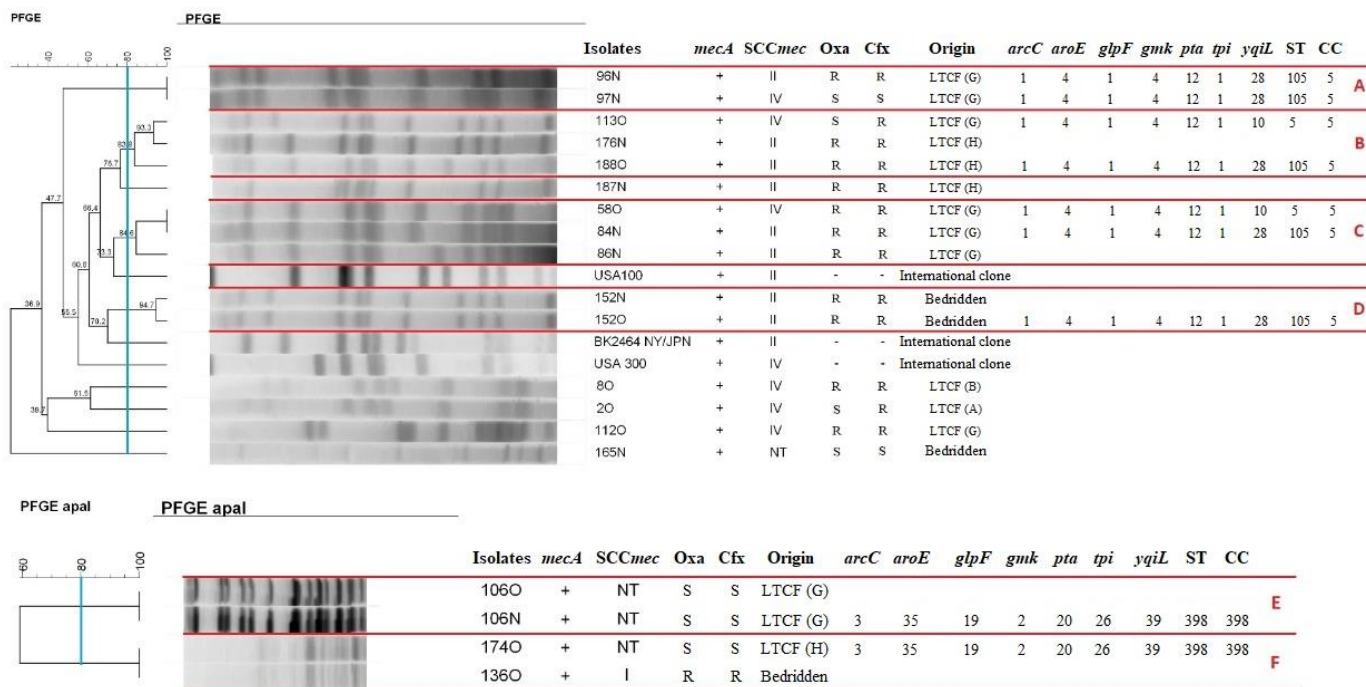 PFGE PFGE
40 60 80 100
Isolates mecA SCCmec Oxa Cfx Origin arcC aroE glpF gmk pta tpi yqiL ST CC
96N + II R R LTCF (G) 1 4 1 4 12 1 28 105 5 A
97N + IV S S LTCF (G) 1 4 1 4 12 1 28 105 5
113O + IV S R LTCF (G) 1 4 1 4 12 1 10 5 5
93.3
176N + II R R LTCF (H) B
82.8
188O + II R R LTCF (H) 1 4 1 4 12 1 28 105 5
75.7
187N + II R R LTCF (H)
47.7
58O + IV R R LTCF (G) 1 4 1 4 12 1 10 5 5
66.4
84N + II R R LTCF (G) 1 4 1 4 12 1 28 105 5 C
84.6
86N + II R R LTCF (G)
73.3
60.8
USA100 + II - - International clone
152N + II R R Bedridden
36.9 94.7 D
55.5
152O + II R R Bedridden 1 4 1 4 12 1 28 105 5
70.2
BK2464 NY/JPN + II - - International clone
USA 300 + IV - - International clone
8O + IV R R LTCF (B)
61.5
2O + IV S R LTCF (A)
39.7
112O + IV R R LTCF (G)
165N + NT S S Bedridden
PFGE apaI PFGE apaI
60 80 100
Isolates mecA SCCmec Oxa Cfx Origin arcC aroE glpF gmk pta tpi yqiL ST CC
106O + NT S S LTCF (G) E
106N + NT S S LTCF (G) 3 35 19 2 20 26 39 398 398
174O + NT S S LTCF (H) 3 35 19 2 20 26 39 398 398 F
136O + I R R Bedridden